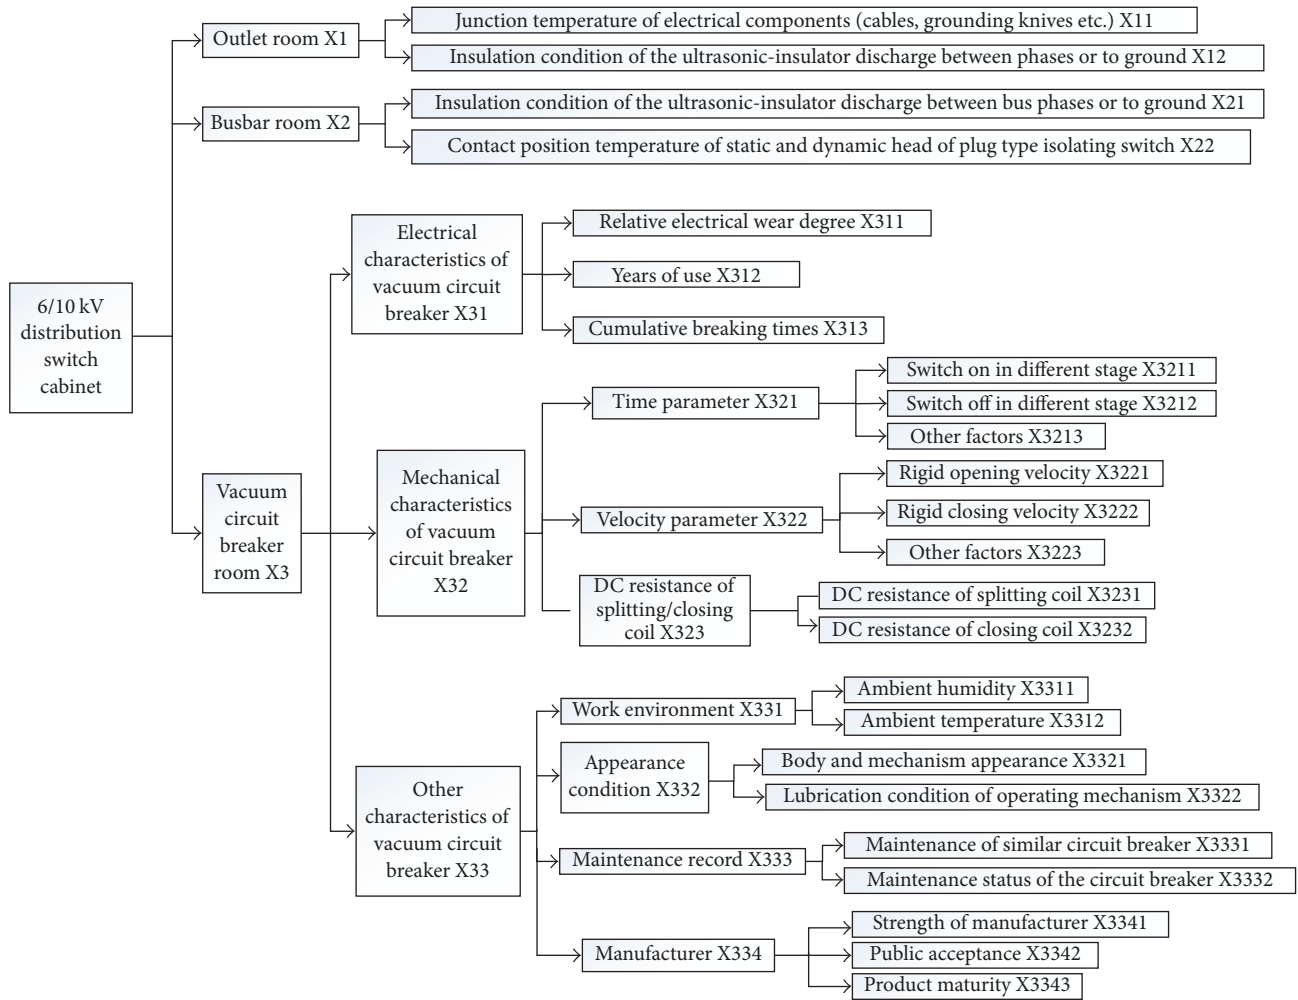 Outlet room X1
Junction temperature of electrical components (cables, grounding knives etc.) X11
Insulation condition of the ultrasonic-insulator discharge between phases or to ground X12
Busbar room X2
Insulation condition of the ultrasonic-insulator discharge between bus phases or to ground X21
Contact position temperature of static and dynamic head of plug type isolating switch X22
6/10 kV
distribution
switch
cabinet
Electrical
characteristics of
vacuum circuit
breaker X31
Relative electrical wear degree X311
Years of use X312
Cumulative breaking times X313
Vacuum
circuit
breaker
room X3
Mechanical
characteristics
of vacuum
circuit breaker
X32
Time parameter X321
Switch on in different stage X3211
Switch off in different stage X3212
Other factors X3213
Velocity parameter X322
Rigid opening velocity X3221
Rigid closing velocity X3222
Other factors X3223
DC resistance of
splitting/closing
coil X323
DC resistance of splitting coil X3231
DC resistance of closing coil X3232
Other
characteristics of
vacuum circuit
breaker X33
Work environment X331
Ambient humidity X3311
Ambient temperature X3312
Appearance
condition X332
Body and mechanism appearance X3321
Lubrication condition of operating mechanism X3322
Maintenance record X333
Maintenance of similar circuit breaker X3331
Maintenance status of the circuit breaker X3332
Manufacturer X334
Strength of manufacturer X3341
Public acceptance X3342
Product maturity X3343